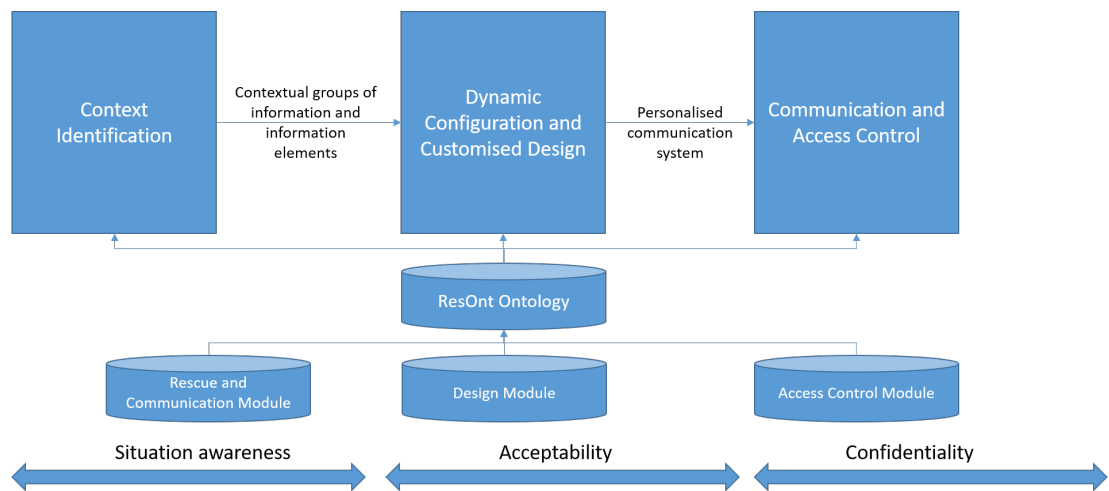 Context
Identification
Contextual groups of
information and
information
elements
Dynamic
Configuration and
Customised Design
Personalised
communication
system
Communication and
Access Control
ResOnt Ontology
Rescue and
Communication Module
Design Module
Access Control Module
Situation awareness
Acceptability
Confidentiality